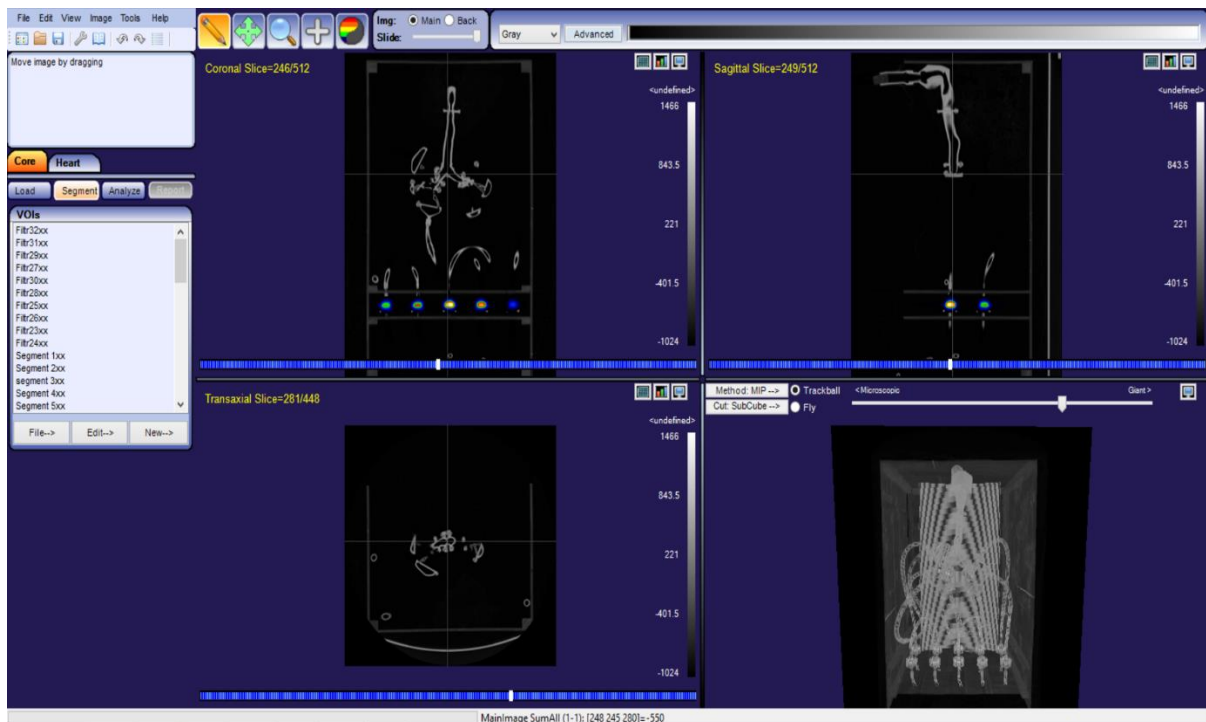 File Edit View Image Tools Help
Img: Main Back
Slide:
Gray
Advanced
Move image by dragging
Core Heart
Load Segment Analyze Report
VOIs
Filtr32xx
Filtr31xx
Filtr29xx
Filtr27xx
Filtr30xx
Filtr28xx
Filtr25xx
Filtr26xx
Filtr23xx
Filtr24xx
Segment 1xx
Segment 2xx
segment 3xx
Segment 4xx
Segment 5xx
File--> Edit--> New-->
Coronal Slice=246/512
<undefined>
1466
843.5
221
-401.5
-1024
Sagittal Slice=249/512
<undefined>
1466
843.5
221
-401.5
-1024
Transaxial Slice=281/448
<undefined>
1466
843.5
221
-401.5
-1024
Method: MIP --> Trackball <Microscopic Giant>
Cut: SubCube --> Fly
MainImage SumAll (1-1): [248 245 280]=-550